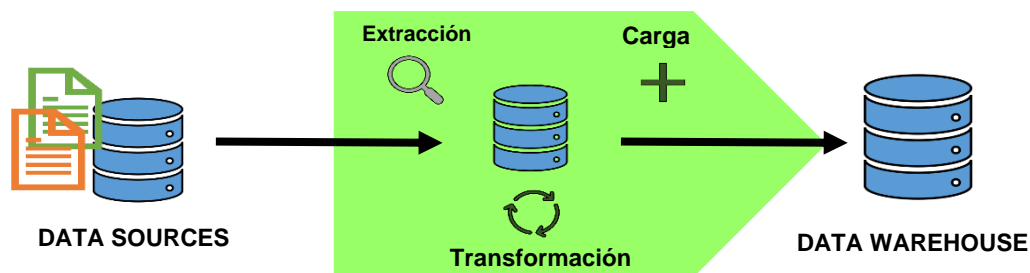 Extracción
Carga
DATA SOURCES
Transformación
DATA WAREHOUSE